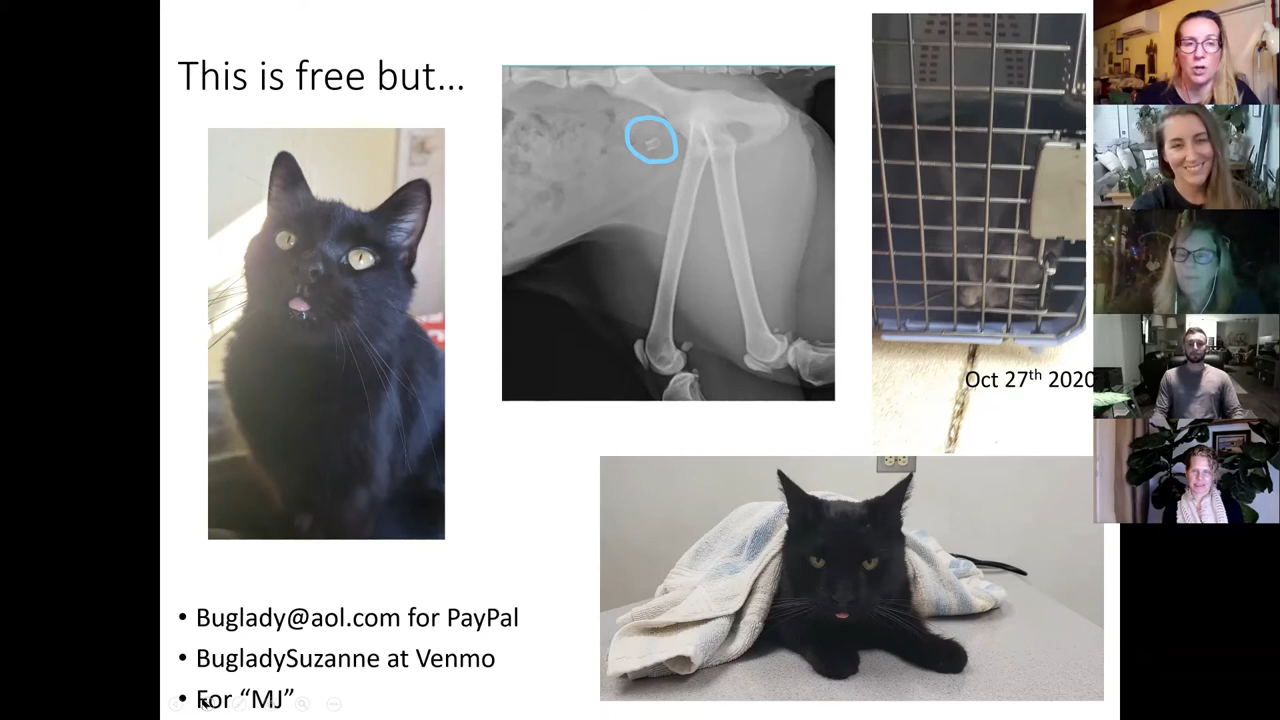 This is free but...
Oct 27th 2020
• Buglady@aol.com for PayPal
• BugladySuzanne at Venmo
• For “MJ”